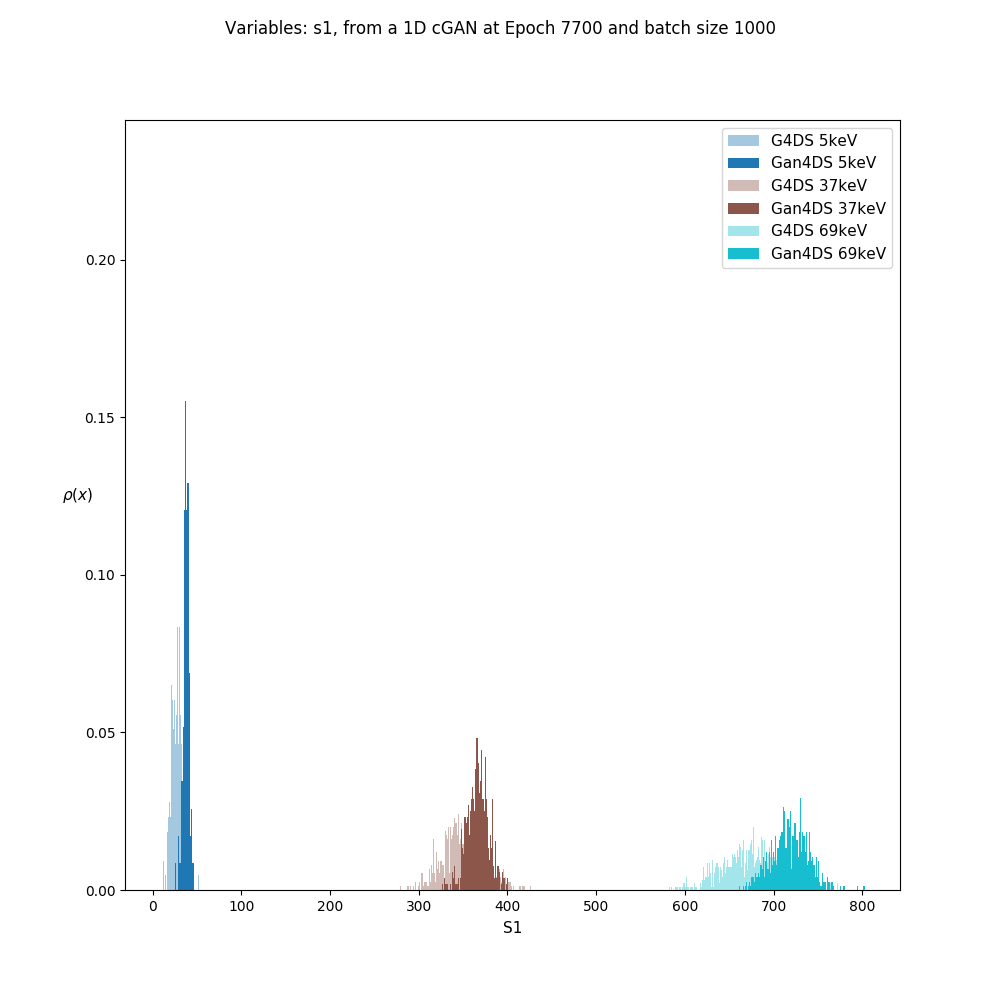 Variables: s1, from a 1D cGAN at Epoch 7700 and batch size 1000
G4DS 5keV
Gan4DS 5keV
G4DS 37keV
Gan4DS 37keV
G4DS 69keV
Gan4DS 69keV
0.20
0.15
ρ(x)
0.10
0.05
0.00
0 100 200 300 400 500 600 700 800
S1